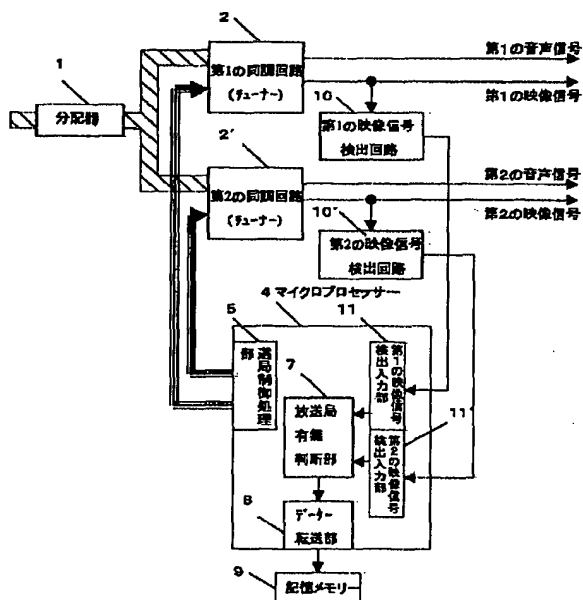 1
分配器
2
第1の同調回路
(チューナー)
第1の音声信号
第1の映像信号
10
第1の映像信号
検出回路
2'
第2の同調回路
(チューナー)
第2の音声信号
第2の映像信号
10'
第2の映像信号
検出回路
4 マイクロプロセッサー
5
選局制御処理
部
7
放送局
有無
判断部
11
第1の映像信号
検出入力部
11'
第2の映像信号
検出入力部
8
データー
転送部
9
記憶メモリー